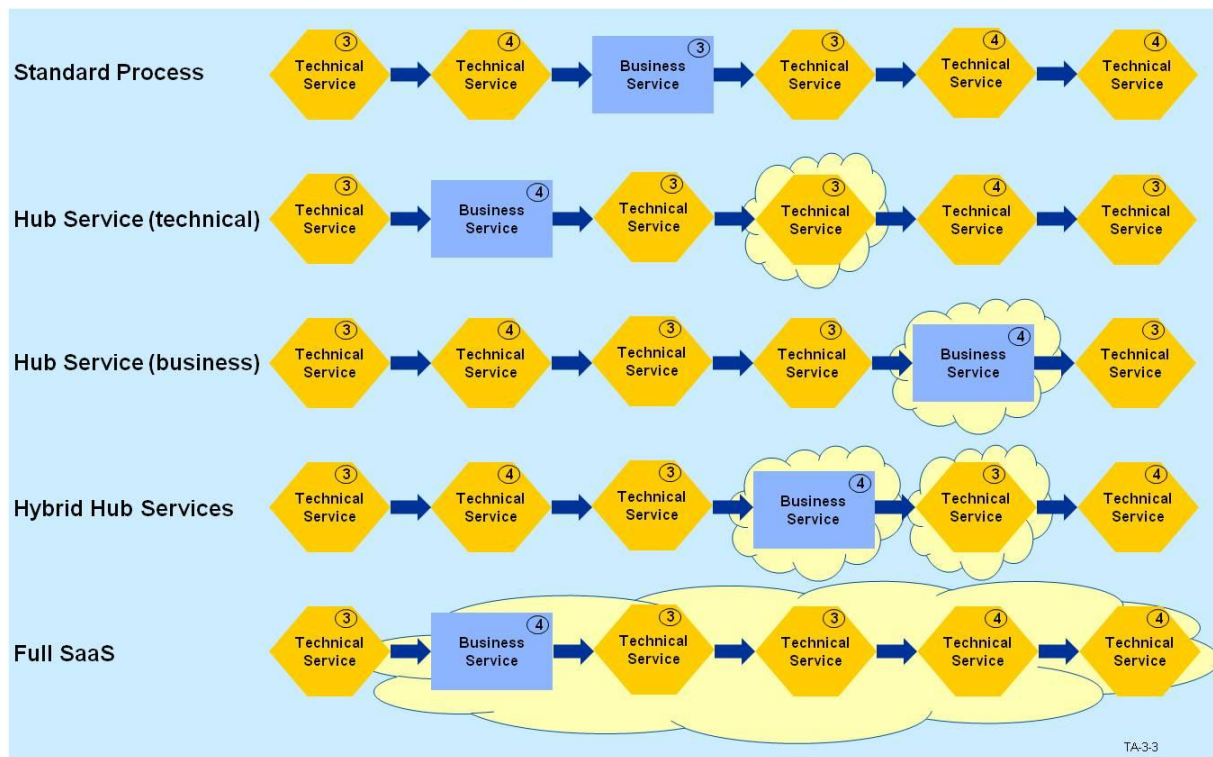 Standard Process
3
Technical
Service
4
Technical
Service
3
Business
Service
3
Technical
Service
4
Technical
Service
4
Technical
Service
Hub Service (technical)
3
Technical
Service
4
Business
Service
3
Technical
Service
3
Technical
Service
4
Technical
Service
3
Technical
Service
Hub Service (business)
3
Technical
Service
4
Technical
Service
3
Technical
Service
3
Technical
Service
4
Business
Service
3
Technical
Service
Hybrid Hub Services
3
Technical
Service
4
Technical
Service
3
Technical
Service
4
Business
Service
3
Technical
Service
4
Technical
Service
Full SaaS
3
Technical
Service
4
Business
Service
3
Technical
Service
3
Technical
Service
4
Technical
Service
4
Technical
Service
TA-3-3